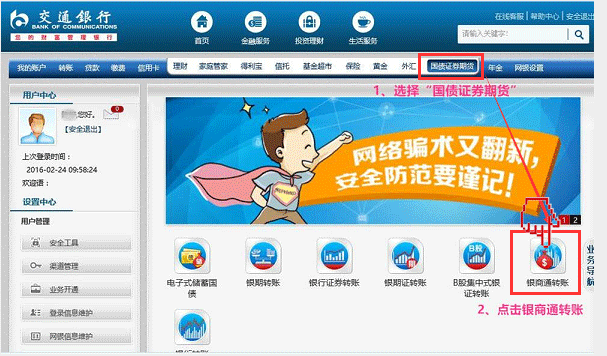 交通銀行
BANK OF COMMUNICATIONS
您的财富管理银行
首页
金融服务
投资理财
生活服务
在线客服 | 帮助中心 | 安全退出
请输入关键字!
我的账户
转账
贷款
缴费
信用卡
理财
家庭管家
得利宝
信托
基金超市
保险
黄金
外汇
国债证券期货
年金
网银设置
1、选择“国债证券期货”
用户中心
您好。
0
【安全退出】
上次登录时间：
2016-02-24 09:58:24
欢迎语：
设置中心
用户管理
安全工具
渠道管理
业务开通
登录信息维护
网银信息维护
网络骗术又翻新，
安全防范要谨记！
1 2
电子式储蓄国
债
银期转账
银行证券转账
银期证转账
B股
B股集中式银
证转账
银商通转账
业务导航
2、点击银商通转账